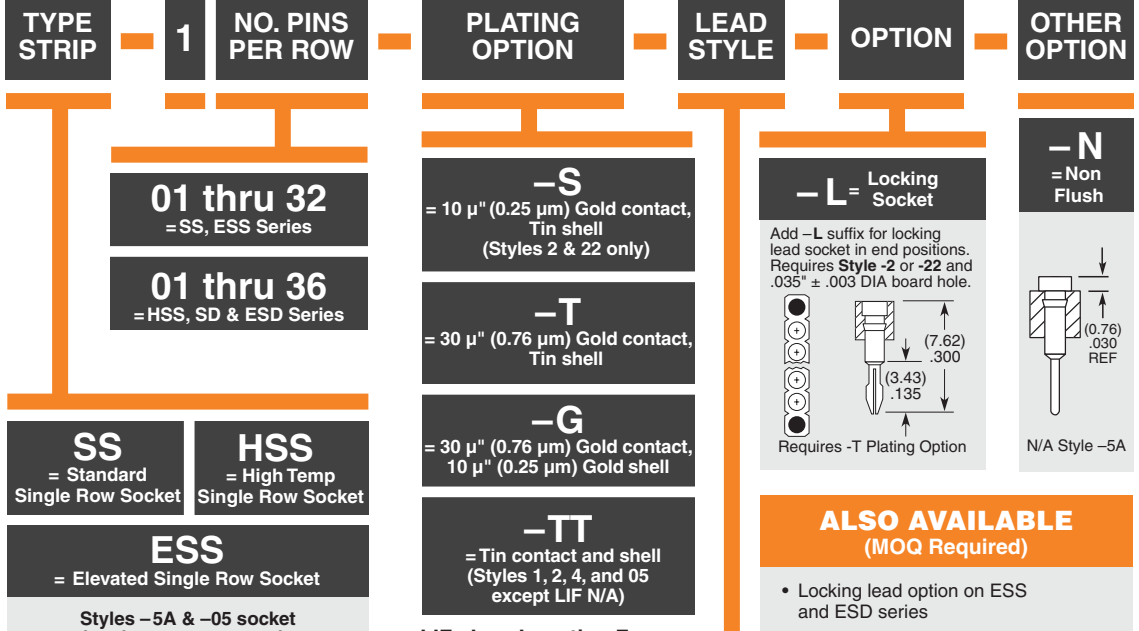 TYPE
STRIP
1
NO. PINS
PER ROW
PLATING
OPTION
LEAD
STYLE
OPTION
OTHER
OPTION
01 thru 32
= SS, ESS Series
01 thru 36
= HSS, SD & ESD Series
SS
= Standard
Single Row Socket
HSS
= High Temp
Single Row Socket
ESS
= Elevated Single Row Socket
Styles –5A & –05 socket
–S
= 10 µ" (0.25 µm) Gold contact,
Tin shell
(Styles 2 & 22 only)
–T
= 30 µ" (0.76 µm) Gold contact,
Tin shell
–G
= 30 µ" (0.76 µm) Gold contact,
10 µ" (0.25 µm) Gold shell
–TT
= Tin contact and shell
(Styles 1, 2, 4, and 05
except LIF N/A)
– L = Locking
Socket
Add –L suffix for locking
lead socket in end positions.
Requires Style -2 or -22 and
.035" ± .003 DIA board hole.
(7.62)
.300
(3.43)
.135
Requires -T Plating Option
– N
= Non
Flush
(0.76)
.030
REF
N/A Style –5A
ALSO AVAILABLE
(MOQ Required)
• Locking lead option on ESS
and ESD series